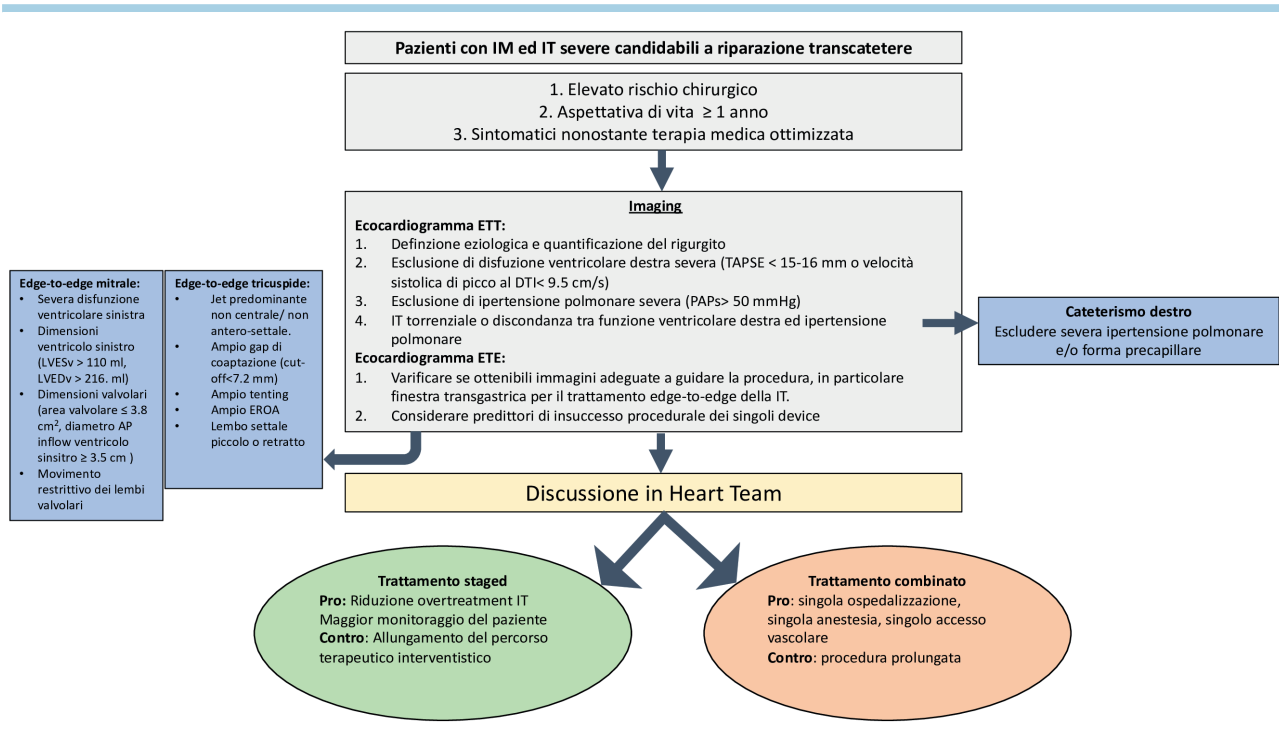 Pazienti con IM ed IT severe candidabili a riparazione transcatetere
1. Elevato rischio chirurgico
2. Aspettativa di vita ≥ 1 anno
3. Sintomatici nonostante terapia medica ottimizzata
Imaging
Ecocardiogramma ETT:
1. Definzione eziologica e quantificazione del rigurgito
2. Esclusione di disfuzione ventricolare destra severa (TAPSE < 15-16 mm o velocità
sistolica di picco al DTI< 9.5 cm/s)
3. Esclusione di ipertensione polmonare severa (PAPs> 50 mmHg)
4. IT torrenziale o discondanza tra funzione ventricolare destra ed ipertensione
polmonare
Ecocardiogramma ETE:
1. Varificare se ottenibili immagini adeguate a guidare la procedura, in particolare
finestra transgastrica per il trattamento edge-to-edge della IT.
2. Considerare predittori di insuccesso procedurale dei singoli device
Edge-to-edge mitrale:
• Severa disfunzione
ventricolare sinistra
• Dimensioni
ventricolo sinistro
(LVESv > 110 ml,
LVEDv > 216. ml)
• Dimensioni valvolari
(area valvolare ≤ 3.8
cm², diametro AP
inflow ventricolo
sinsitro ≥ 3.5 cm )
• Movimento
restrittivo dei lembi
valvolari
Edge-to-edge tricuspide:
• Jet predominante
non centrale/ non
antero-settale.
• Ampio gap di
coaptazione (cut-
off<7.2 mm)
• Ampio tenting
• Ampio EROA
• Lembo settale
piccolo o retratto
Cateterismo destro
Escludere severa ipertensione polmonare
e/o forma precapillare
Discussione in Heart Team
Trattamento staged
Pro: Riduzione overtreatment IT
Maggior monitoraggio del paziente
Contro: Allungamento del percorso
terapeutico interventistico
Trattamento combinato
Pro: singola ospedalizzazione,
singola anestesia, singolo accesso
vascolare
Contro: procedura prolungata